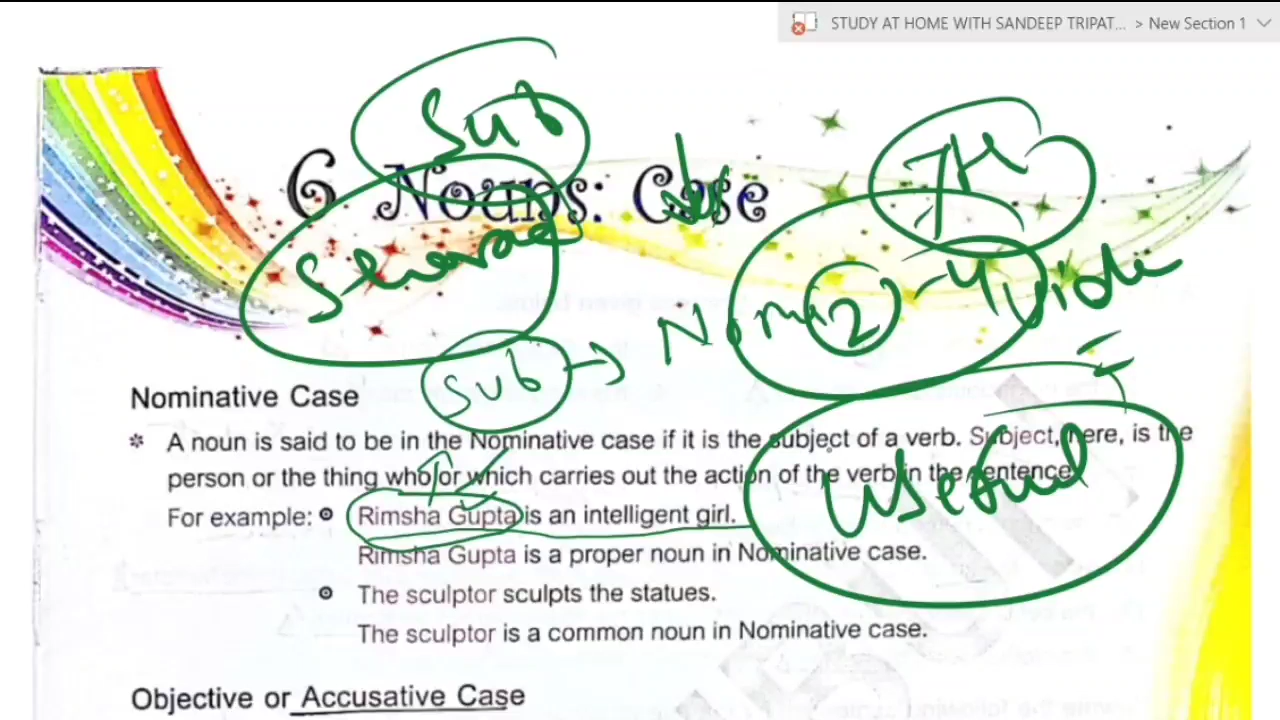 STUDY AT HOME WITH SANDEEP TRIPAT... > New Section 1
Sub
6 Nouns: Case
Sub →
2
Useful
Nominative Case
* A noun is said to be in the Nominative case if it is the subject of a verb. Subject, here, is the
person or the thing who or which carries out the action of the verb in the sentence.
For example: Rimsha Gupta is an intelligent girl.
Rimsha Gupta is a proper noun in Nominative case.
The sculptor sculpts the statues.
The sculptor is a common noun in Nominative case.
Objective or Accusative Case